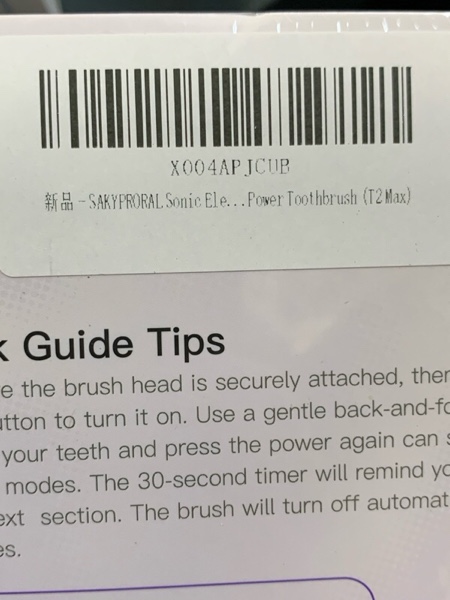 X004APJCUB
新品 - SAKYPRORAL Sonic Ele...Power Toothbrush (T2 Max)
k Guide Tips
e the brush head is securely attached, ther
utton to turn it on. Use a gentle back-and-fo
your teeth and press the power again can s
modes. The 30-second timer will remind yo
ext section. The brush will turn off automat
es.